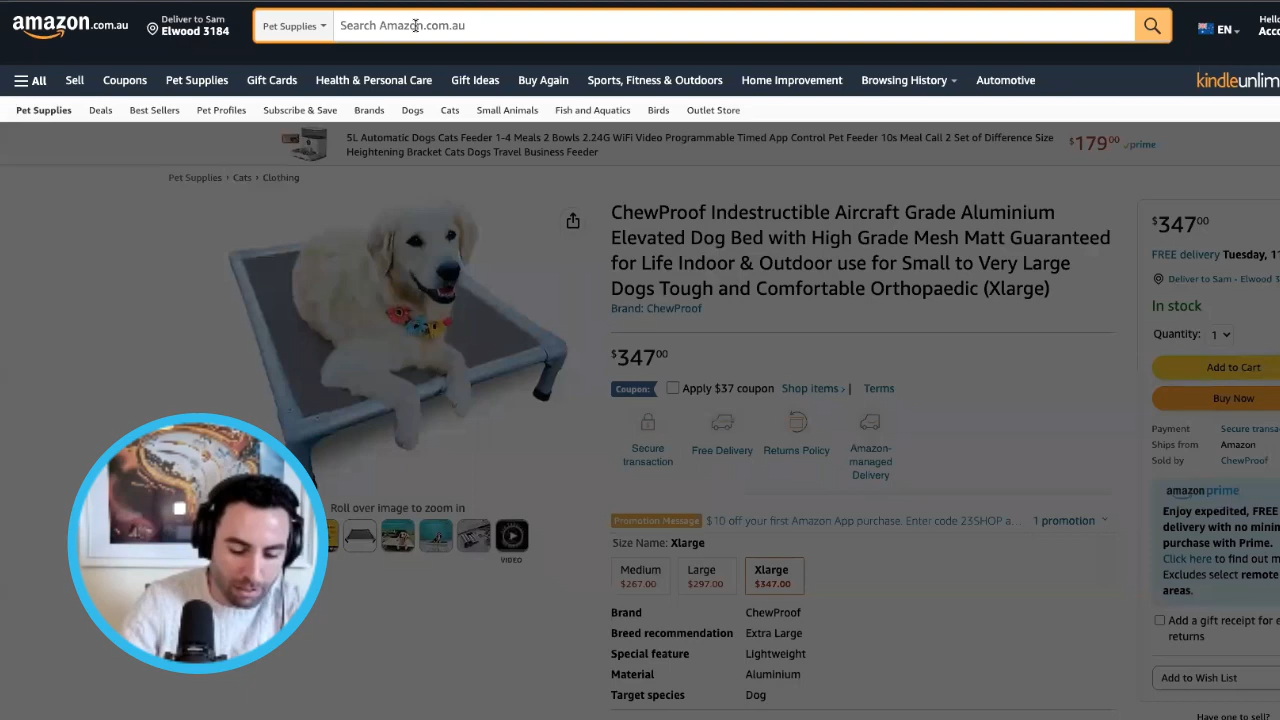 amazon.com.au
Deliver to Sam
Elwood 3184
Pet Supplies
Search Amazon.com.au
EN
Hello
Acco
All Sell Coupons Pet Supplies Gift Cards Health & Personal Care Gift Ideas Buy Again Sports, Fitness & Outdoors Home Improvement Browsing History Automotive
kindleunlim
Pet Supplies Deals Best Sellers Pet Profiles Subscribe & Save Brands Dogs Cats Small Animals Fish and Aquatics Birds Outlet Store
5L Automatic Dogs Cats Feeder 1-4 Meals 2 Bowls 2.24G WiFi Video Programmable Timed App Control Pet Feeder 10s Meal Call 2 Set of Difference Size
Heightening Bracket Cats Dogs Travel Business Feeder
$17900 prime
Pet Supplies › Cats › Clothing
ChewProof Indestructible Aircraft Grade Aluminium
Elevated Dog Bed with High Grade Mesh Matt Guaranteed
for Life Indoor & Outdoor use for Small to Very Large
Dogs Tough and Comfortable Orthopaedic (Xlarge)
Brand: ChewProof
$34700
Coupon: Apply $37 coupon Shop items › | Terms
Secure
transaction
Free Delivery
Returns Policy
Amazon-
managed
Delivery
Roll over image to zoom in
VIDEO
Promotion Message $10 off your first Amazon App purchase. Enter code 23SHOP a... 1 promotion
Size Name: Xlarge
Medium
$267.00
Large
$297.00
Xlarge
$347.00
Brand ChewProof
Breed recommendation Extra Large
Special feature Lightweight
Material Aluminium
Target species Dog
$34700
FREE delivery Tuesday, 1
Deliver to Sam - Elwood 3
In stock
Quantity: 1
Add to Cart
Buy Now
Payment Secure transa
Ships from Amazon
Sold by ChewProof
amazon prime
Enjoy expedited, FREE
delivery with no minim
purchase with Prime.
Click here to find out m
Excludes select remote
areas.
Add a gift receipt for e
returns
Add to Wish List
Have one to sell?